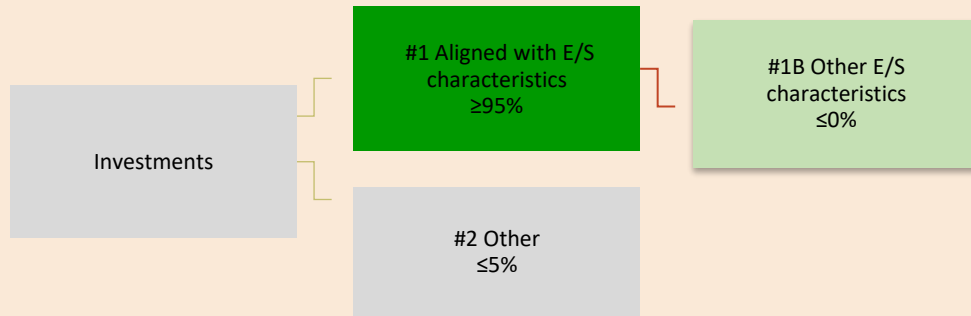 Investments
#1 Aligned with E/S
characteristics
≥95%
#1B Other E/S
characteristics
≤0%
#2 Other
≤5%